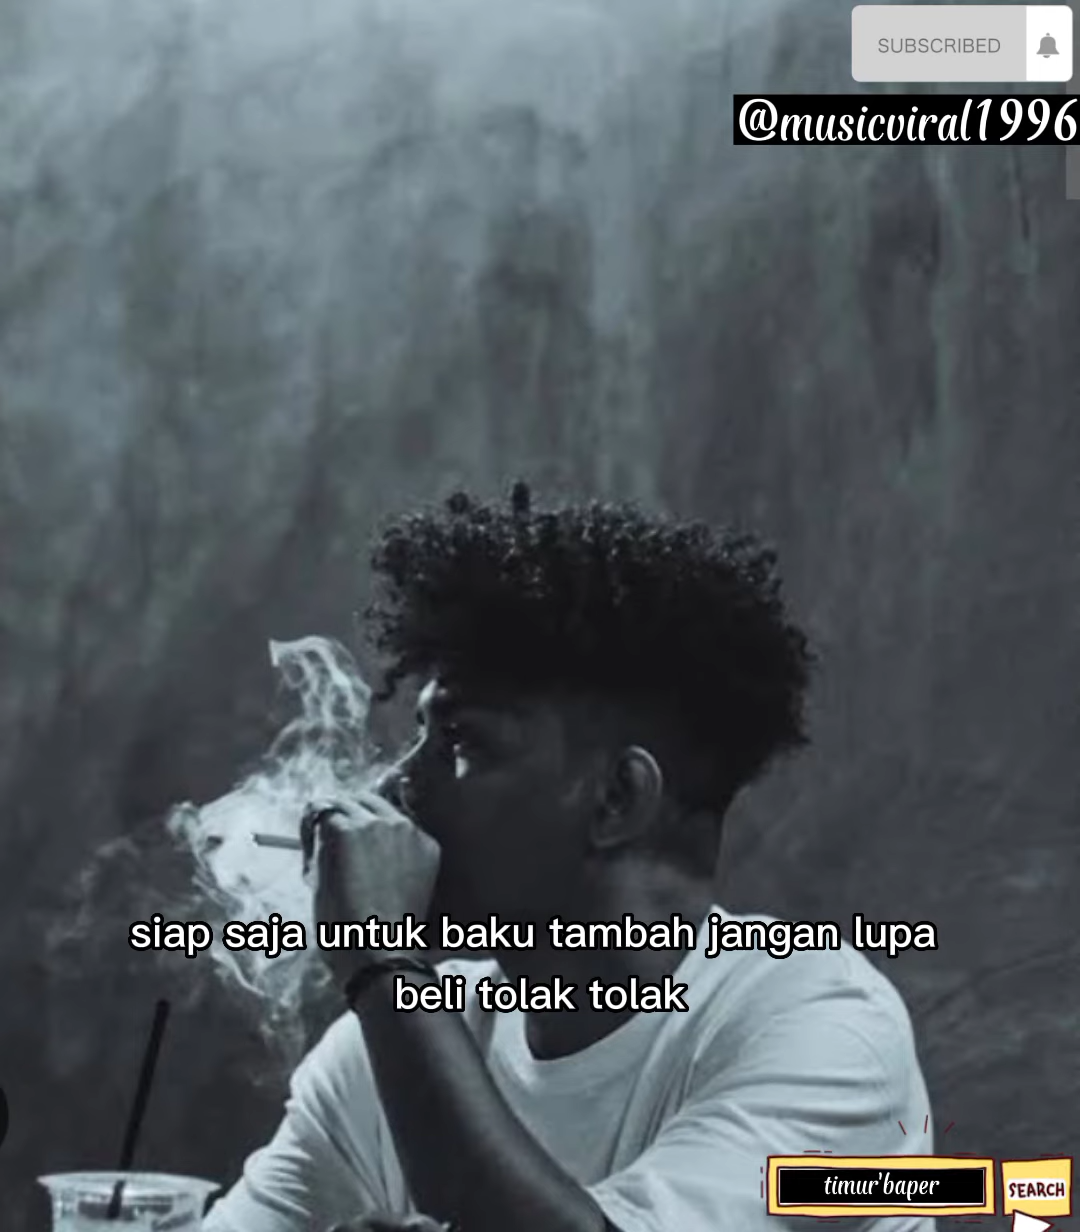 SUBSCRIBED
@musicviral1996
siap saja untuk baku tambah jangan lupa
beli tolak tolak
timur'baper
SEARCH